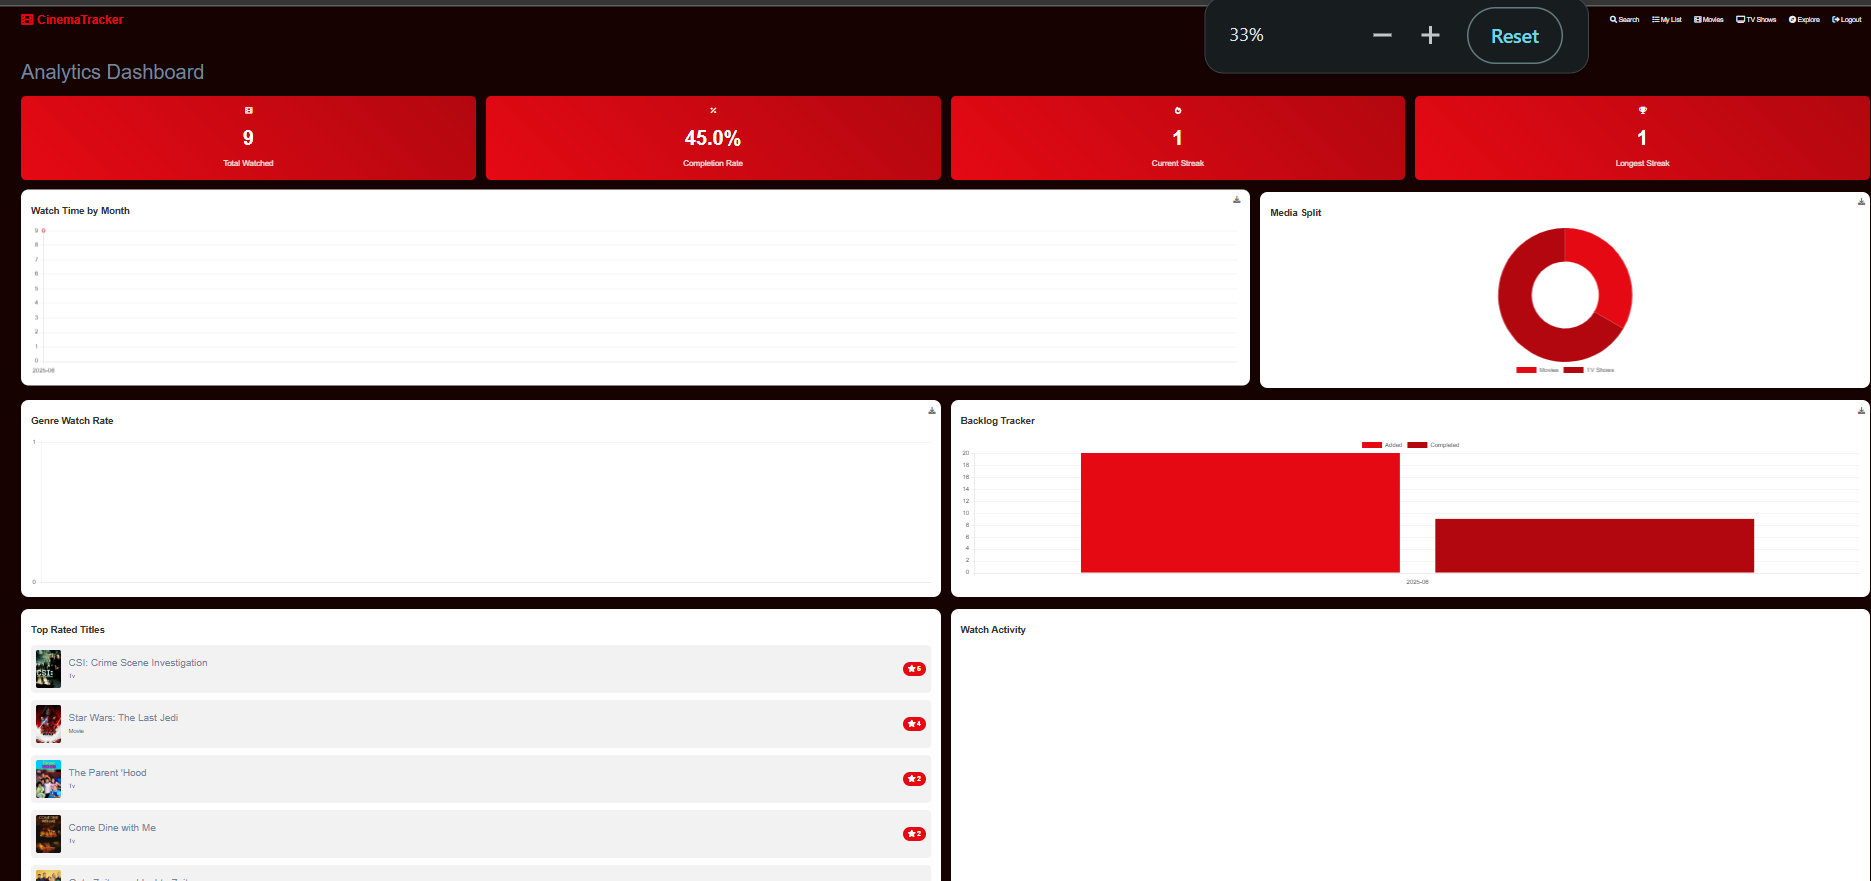 CinemaTracker
33%
Reset
Search
My List
Movies
TV Shows
Explore
Logout
Analytics Dashboard
9
Total Watched
45.0%
Completion Rate
1
Current Streak
1
Longest Streak
Watch Time by Month
9
8
7
6
5
4
3
2
1
0
2025-08
Media Split
Movies
TV Shows
Genre Watch Rate
1
0
Backlog Tracker
Added
Completed
20
18
16
14
12
10
8
6
4
2
0
2025-08
Top Rated Titles
CSI:
CSI: Crime Scene Investigation
Tv
Star Wars: The Last Jedi
Movie
4
The Parent 'Hood
Tv
2
Come Dine with Me
Tv
2
Watch Activity